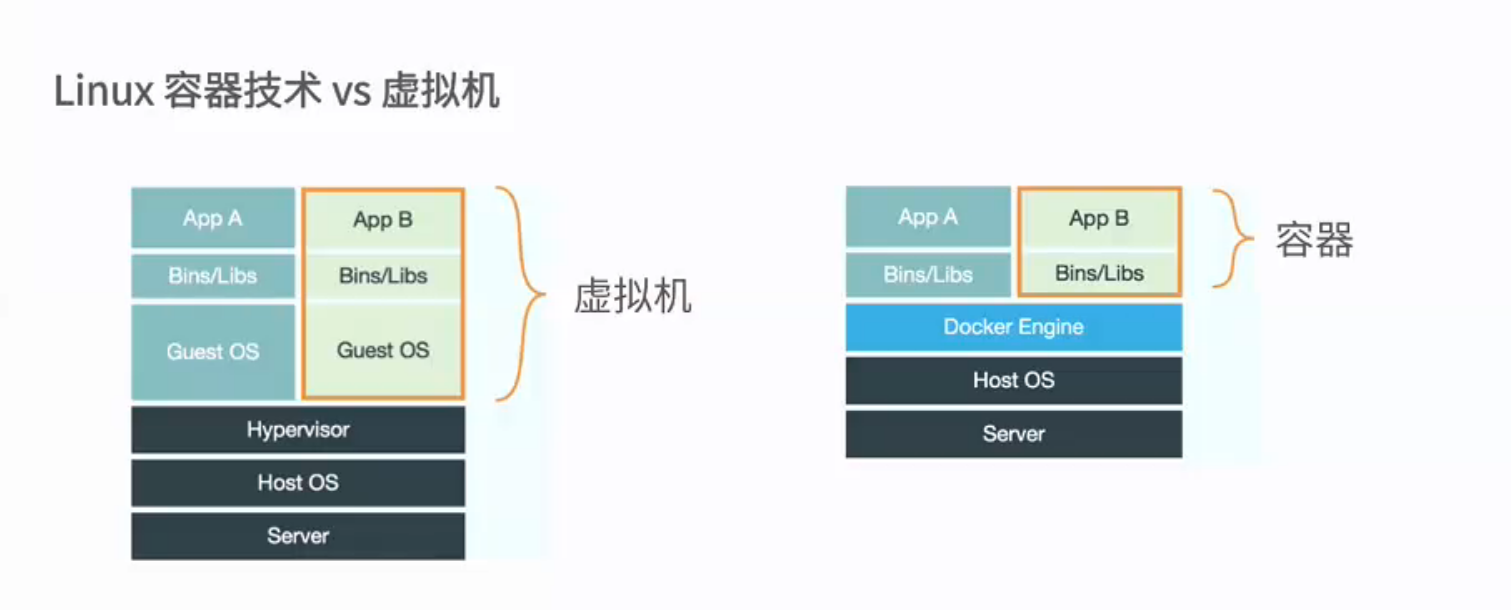 Linux 容器技术 vs 虚拟机
App A
App B
Bins/Libs
Bins/Libs
Guest OS
Guest OS
Hypervisor
Host OS
Server
虚拟机
App A
App B
Bins/Libs
Bins/Libs
Docker Engine
Host OS
Server
容器